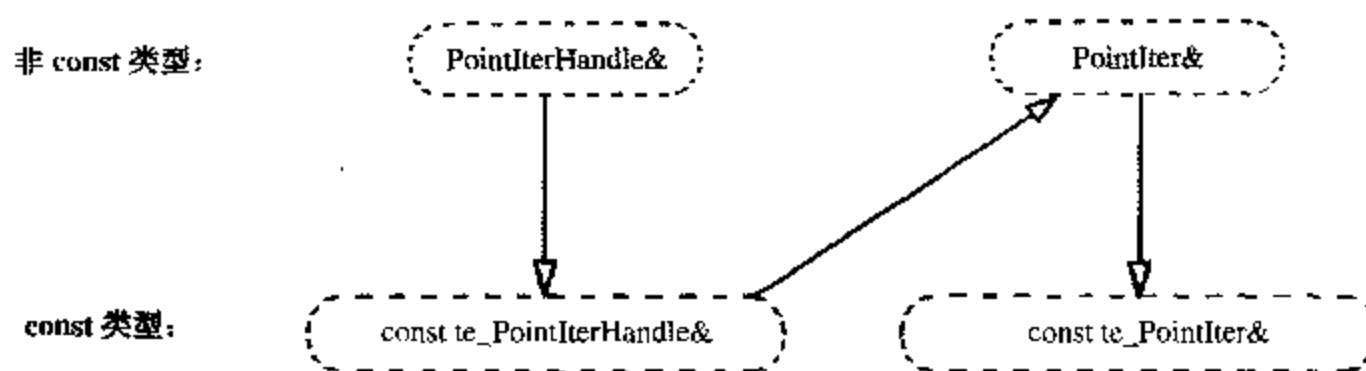 非 const 类型：
PointIterHandle&
PointIter&
const 类型：
const te_PointIterHandle&
const te_PointIter&